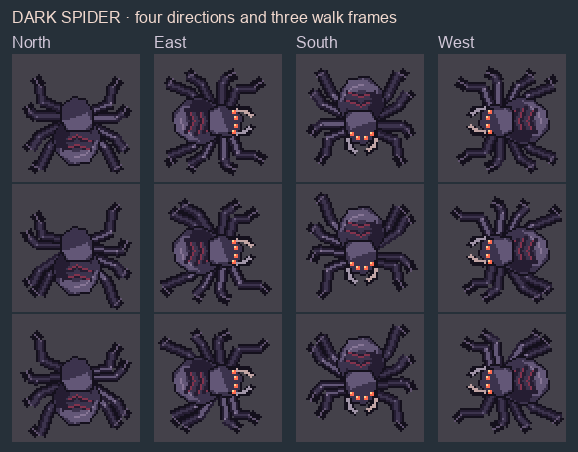 DARK SPIDER · four directions and three walk frames
North East South West